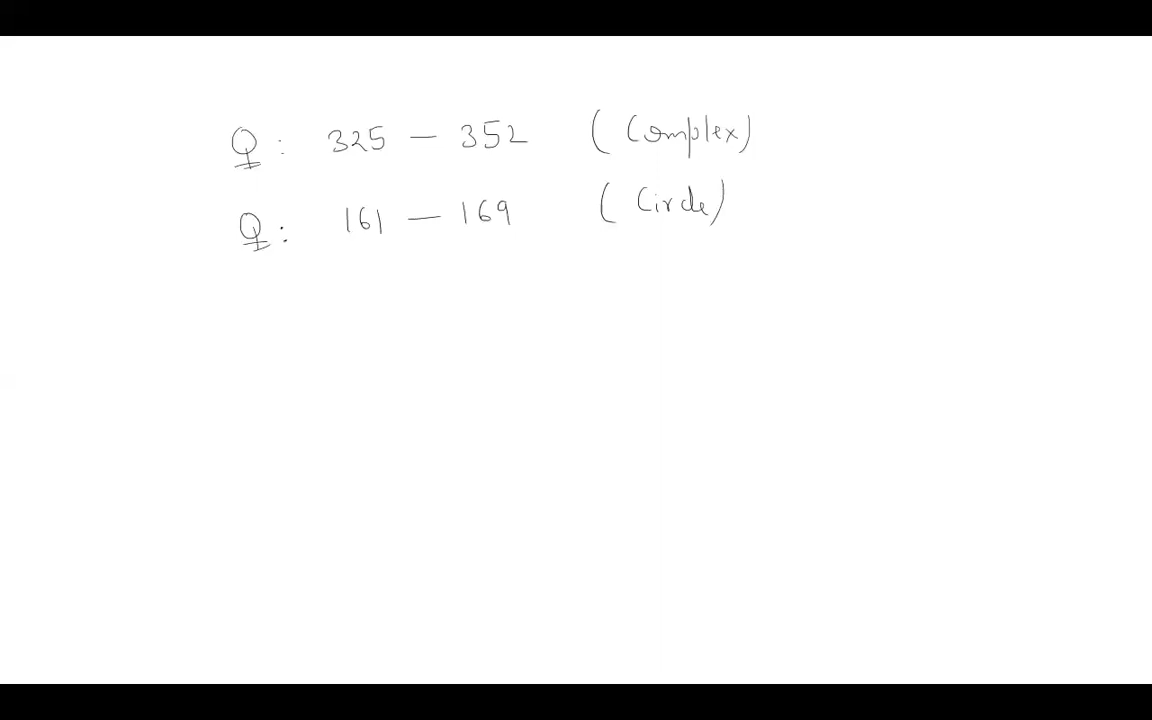 Q: 325 – 352 (Complex)
Q: 161 – 169 (Circle)